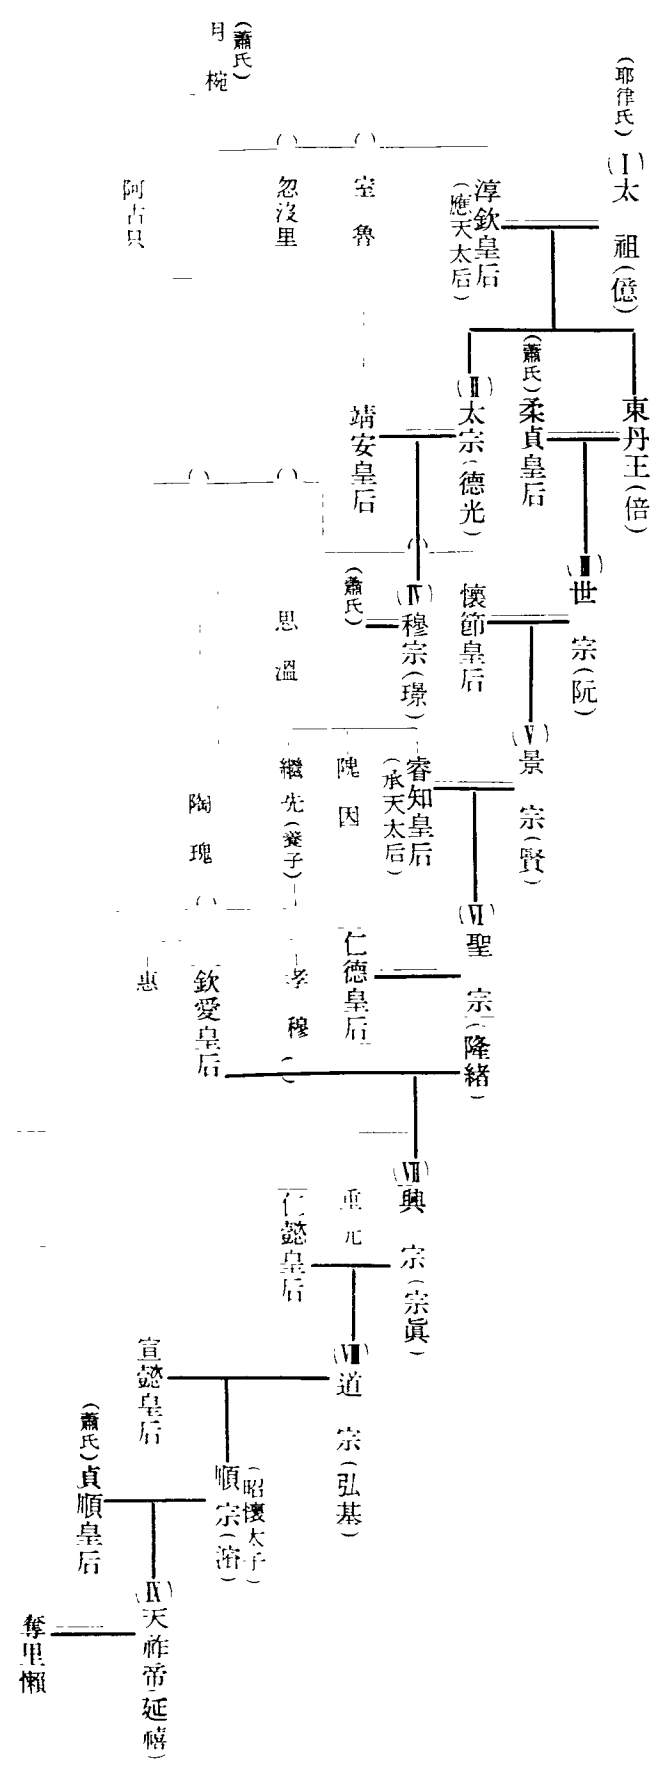 (耶律氏)
(I)太祖(億)
淳欽皇后
(應天太后)
室魯
忽沒里
(蕭氏)
月椀
阿古只
東丹王(倍)
(蕭氏)柔貞皇后
(II)太宗(德光)
靖安皇后
(III)世宗(阮)
懷節皇后
(IV)穆宗(璟)
(蕭氏)
思溫
(V)景宗(賢)
睿知皇后
(承天太后)
隗因
繼先(養子)
陶瑰
(VI)聖宗(隆緒)
仁德皇后
孝穆
欽愛皇后
惠
(VII)興宗(宗眞)
重元
仁懿皇后
(VIII)道宗(弘基)
宣懿皇后
(昭懷太子)
順宗(濬)
(蕭氏)貞順皇后
(IX)天祚帝(延禧)
奪里懶